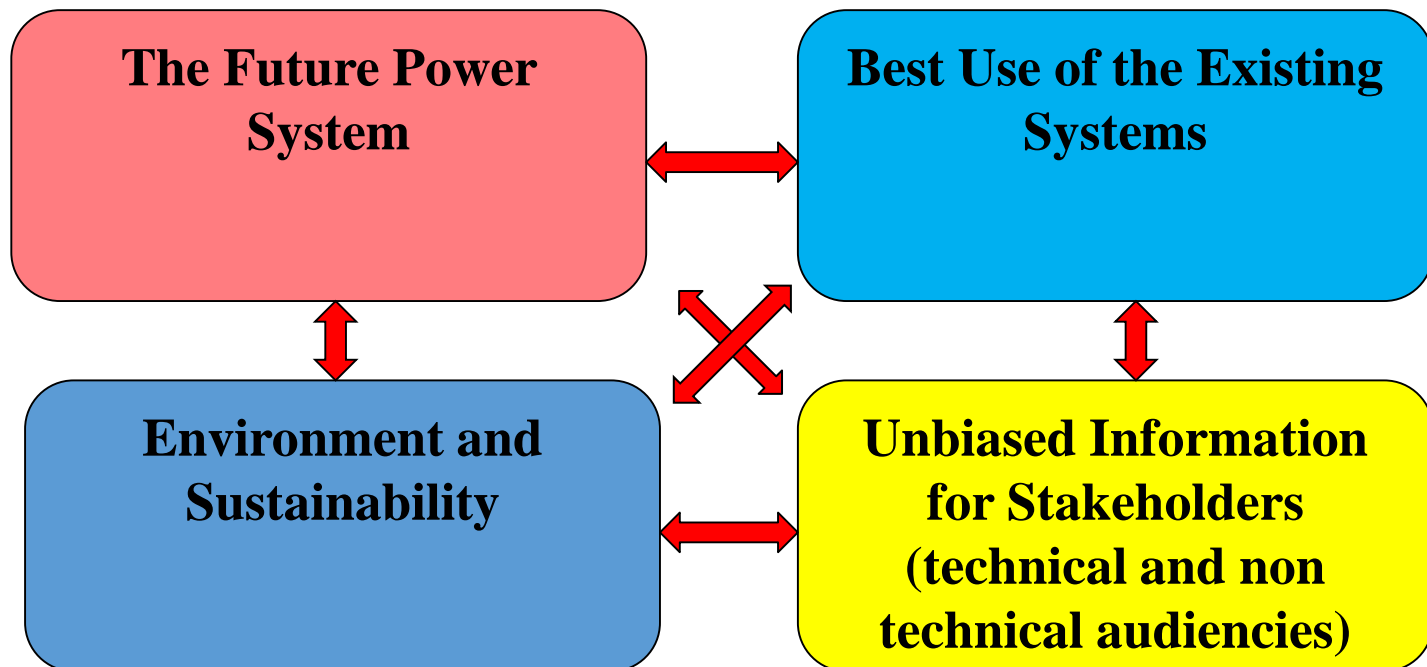 The Future Power
System
Best Use of the Existing
Systems
Environment and
Sustainability
Unbiased Information
for Stakeholders
(technical and non
technical audiencies)